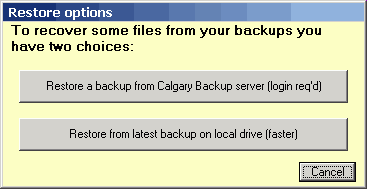 Restore options
To recover some files from your backups you
have two choices:
Restore a backup from Calgary Backup server (login req'd)
Restore from latest backup on local drive (faster)
Cancel